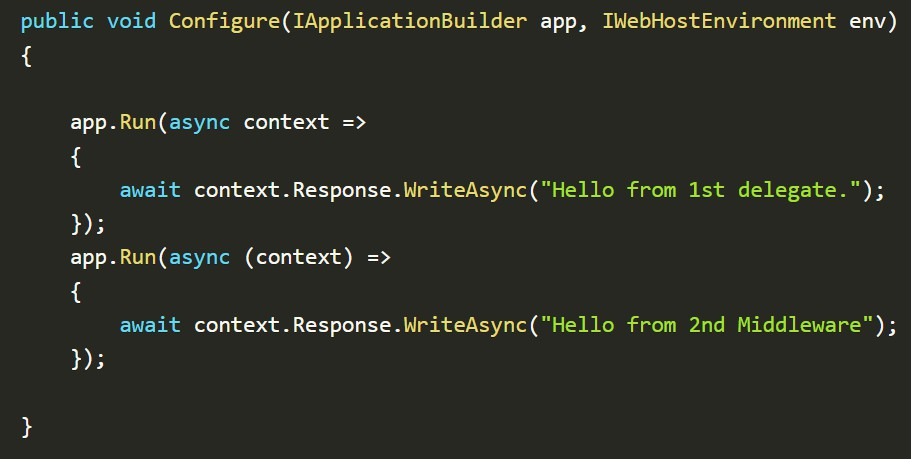 public void Configure(IApplicationBuilder app, IWebHostEnvironment env)
{
app.Run(async context =>
{
await context.Response.WriteAsync("Hello from 1st delegate.");
});
app.Run(async (context) =>
{
await context.Response.WriteAsync("Hello from 2nd Middleware");
});
}